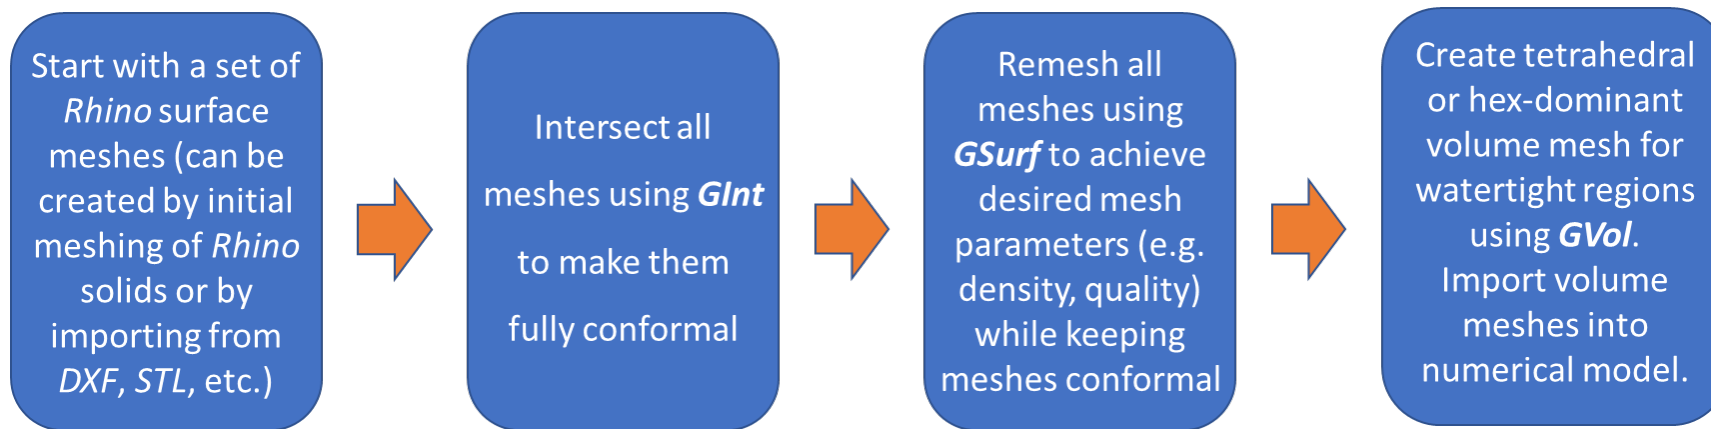 Start with a set of
Rhino surface
meshes (can be
created by initial
meshing of Rhino
solids or by
importing from
DXF, STL, etc.)
Intersect all
meshes using GInt
to make them
fully conformal
Remesh all
meshes using
GSurf to achieve
desired mesh
parameters (e.g.
density, quality)
while keeping
meshes conformal
Create tetrahedral
or hex-dominant
volume mesh for
watertight regions
using GVol.
Import volume
meshes into
numerical model.